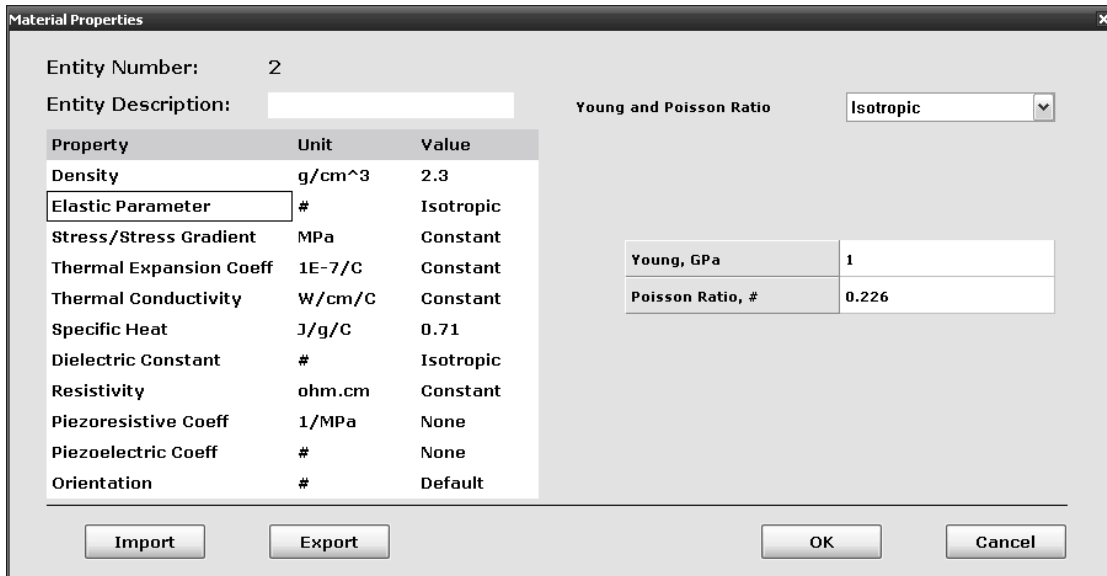 Material Properties
Entity Number: 2
Entity Description:
Young and Poisson Ratio Isotropic
Property Unit Value
Density g/cm^3 2.3
Elastic Parameter # Isotropic
Stress/Stress Gradient MPa Constant
Thermal Expansion Coeff 1E-7/C Constant
Thermal Conductivity W/cm/C Constant
Specific Heat J/g/C 0.71
Dielectric Constant # Isotropic
Resistivity ohm.cm Constant
Piezoresistive Coeff 1/MPa None
Piezoelectric Coeff # None
Orientation # Default
Young, GPa 1
Poisson Ratio, # 0.226
Import Export OK Cancel